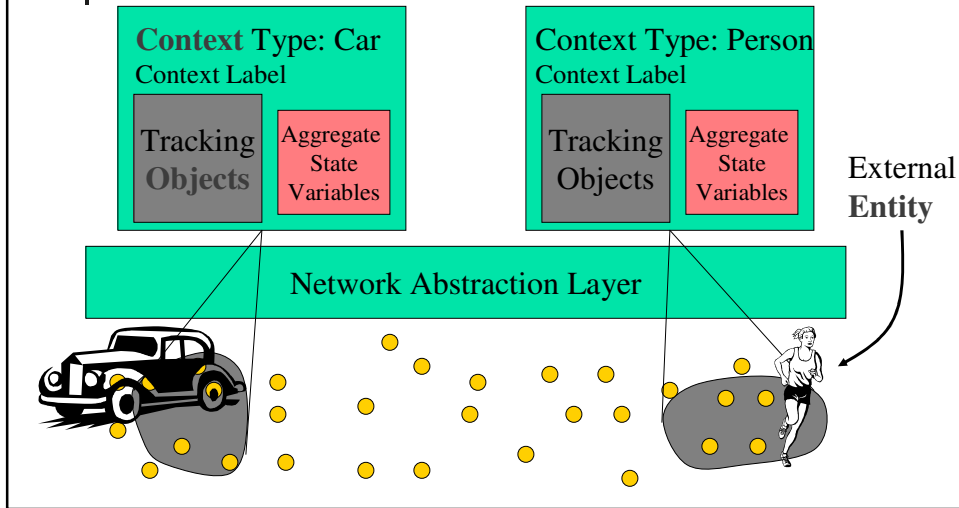 Context Type: Car
Context Label
Tracking
Objects
Aggregate
State
Variables
Context Type: Person
Context Label
Tracking
Objects
Aggregate
State
Variables
External
Entity
Network Abstraction Layer